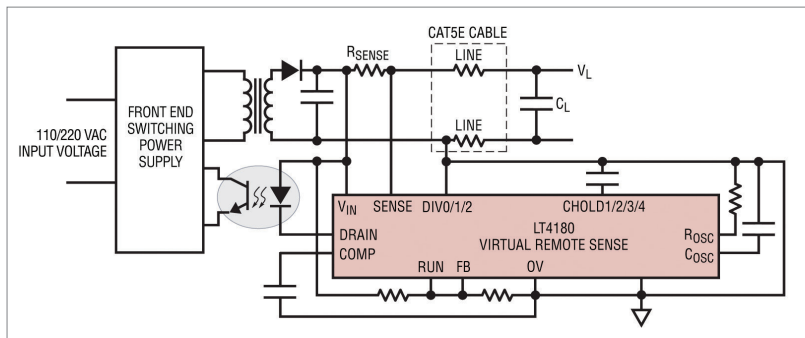 CAT5E CABLE
RSENSE
LINE
VL
CL
FRONT END
SWITCHING
POWER
SUPPLY
110/220 VAC
INPUT VOLTAGE
LINE
VIN
SENSE
DIV0/1/2
CHOLD1/2/3/4
DRAIN
COMP
LT4180
VIRTUAL REMOTE SENSE
ROSC
COSC
RUN
FB
OV